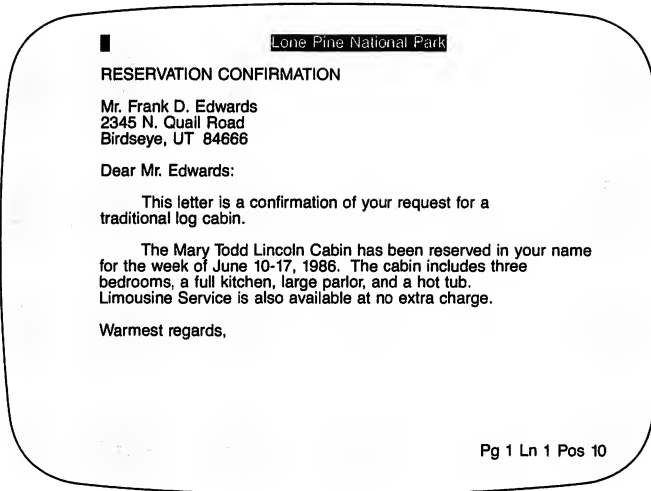 Lone Pine National Park
RESERVATION CONFIRMATION
Mr. Frank D. Edwards
2345 N. Quail Road
Birdseye, UT 84666
Dear Mr. Edwards:
This letter is a confirmation of your request for a
traditional log cabin.
The Mary Todd Lincoln Cabin has been reserved in your name
for the week of June 10-17, 1986. The cabin includes three
bedrooms, a full kitchen, large parlor, and a hot tub.
Limousine Service is also available at no extra charge.
Warmest regards,
Pg 1 Ln 1 Pos 10